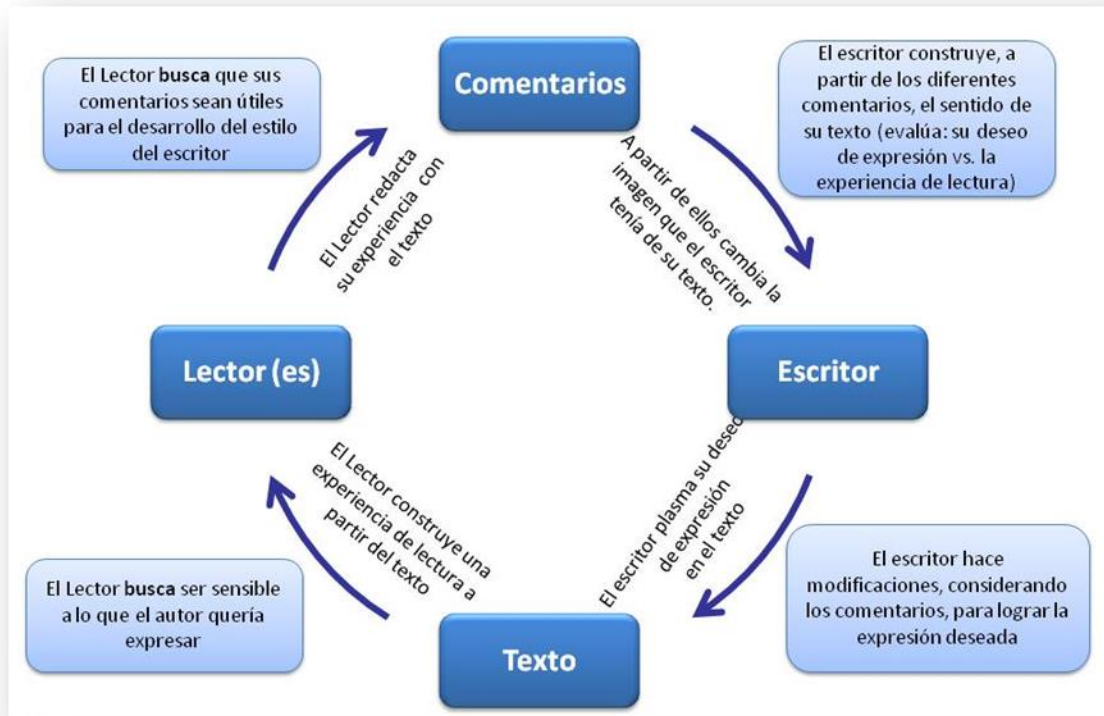 Comentarios
El Lector busca que sus
comentarios sean útiles
para el desarrollo del estilo
del escritor
El escritor construye, a
partir de los diferentes
comentarios, el sentido de
su texto (evalúa: su deseo
de expresión vs. la
experiencia de lectura)
El Lector redacta
su experiencia con
el texto
A partir de ellos cambia la
imagen que el escritor
tenía de su texto.
Lector (es)
Escritor
El Lector construye una
experiencia de lectura a
partir del texto
El escritor plasma su deseo
de expresión
en el texto
El Lector busca ser sensible
a lo que el autor quería
expresar
El escritor hace
modificaciones, considerando
los comentarios, para lograr la
expresión deseada
Texto